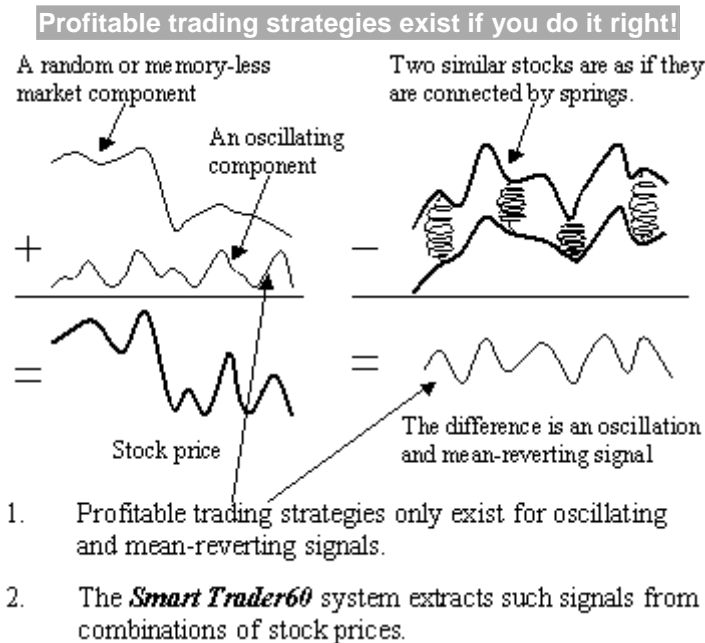 Profitable trading strategies exist if you do it right!
A random or memory-less
market component
Two similar stocks are as if they
are connected by springs.
An oscillating
component
+
−
=
=
Stock price
The difference is an oscillation
and mean-reverting signal
1. Profitable trading strategies only exist for oscillating
and mean-reverting signals.
2. The Smart Trader60 system extracts such signals from
combinations of stock prices.